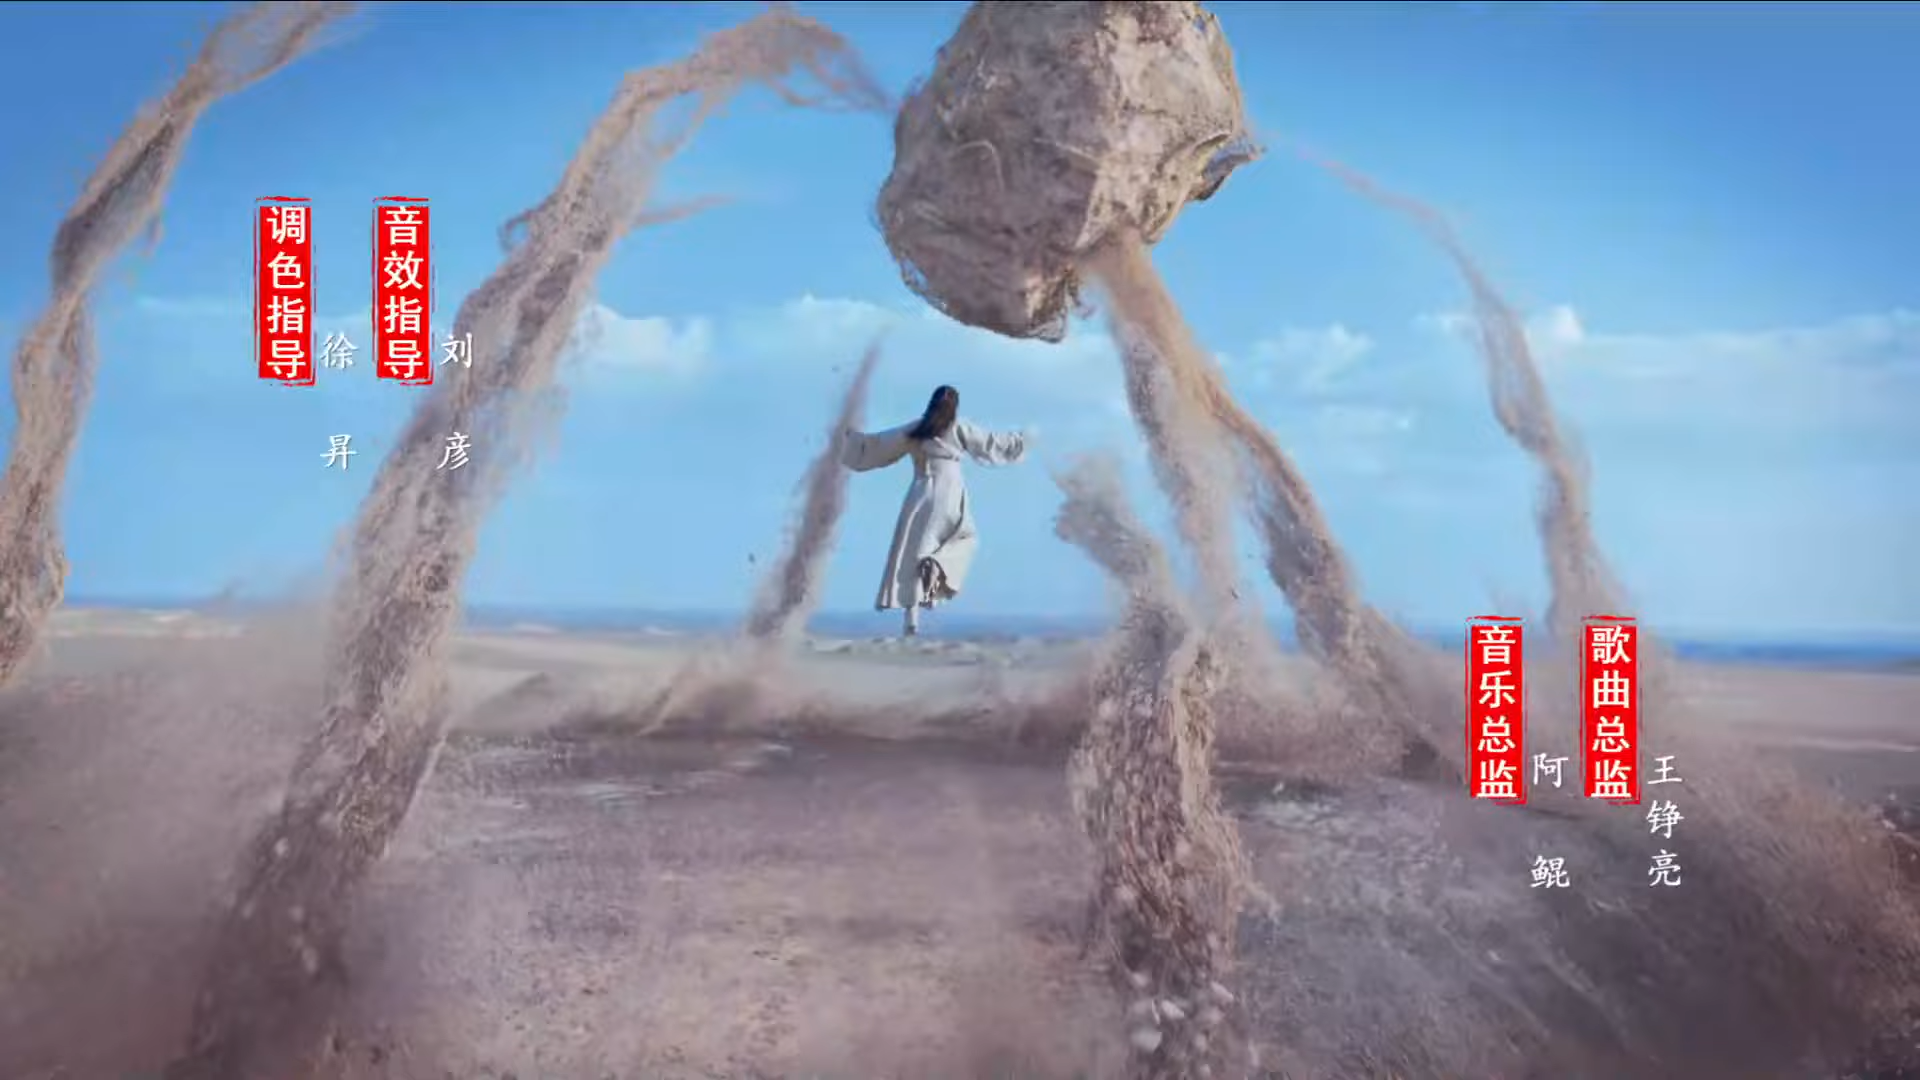 调色指导
徐昇
音效指导
刘彦
音乐总监
阿鲲
歌曲总监
王铮亮